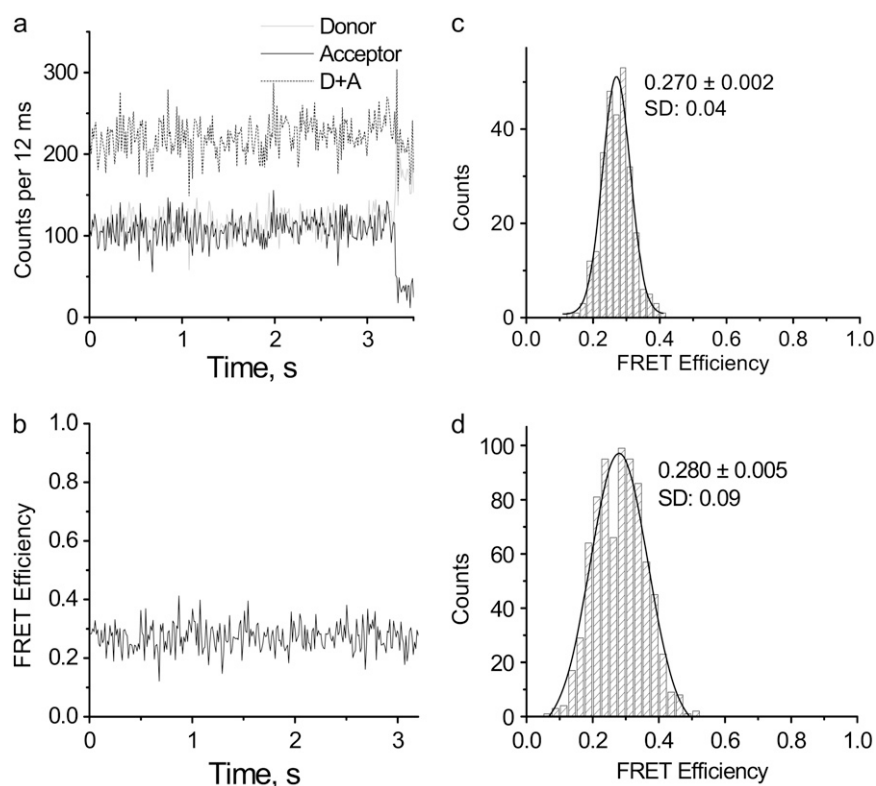 a
Donor
Acceptor
D+A
300
200
100
0
Counts per 12 ms
0
1
2
3
Time, s
c
0.270 ± 0.002
SD: 0.04
40
20
0
Counts
0.0
0.2
0.4
0.6
0.8
1.0
FRET Efficiency
b
1.0
0.8
0.6
0.4
0.2
0.0
FRET Efficiency
0
1
2
3
Time, s
d
0.280 ± 0.005
SD: 0.09
100
80
60
40
20
0
Counts
0.0
0.2
0.4
0.6
0.8
1.0
FRET Efficiency